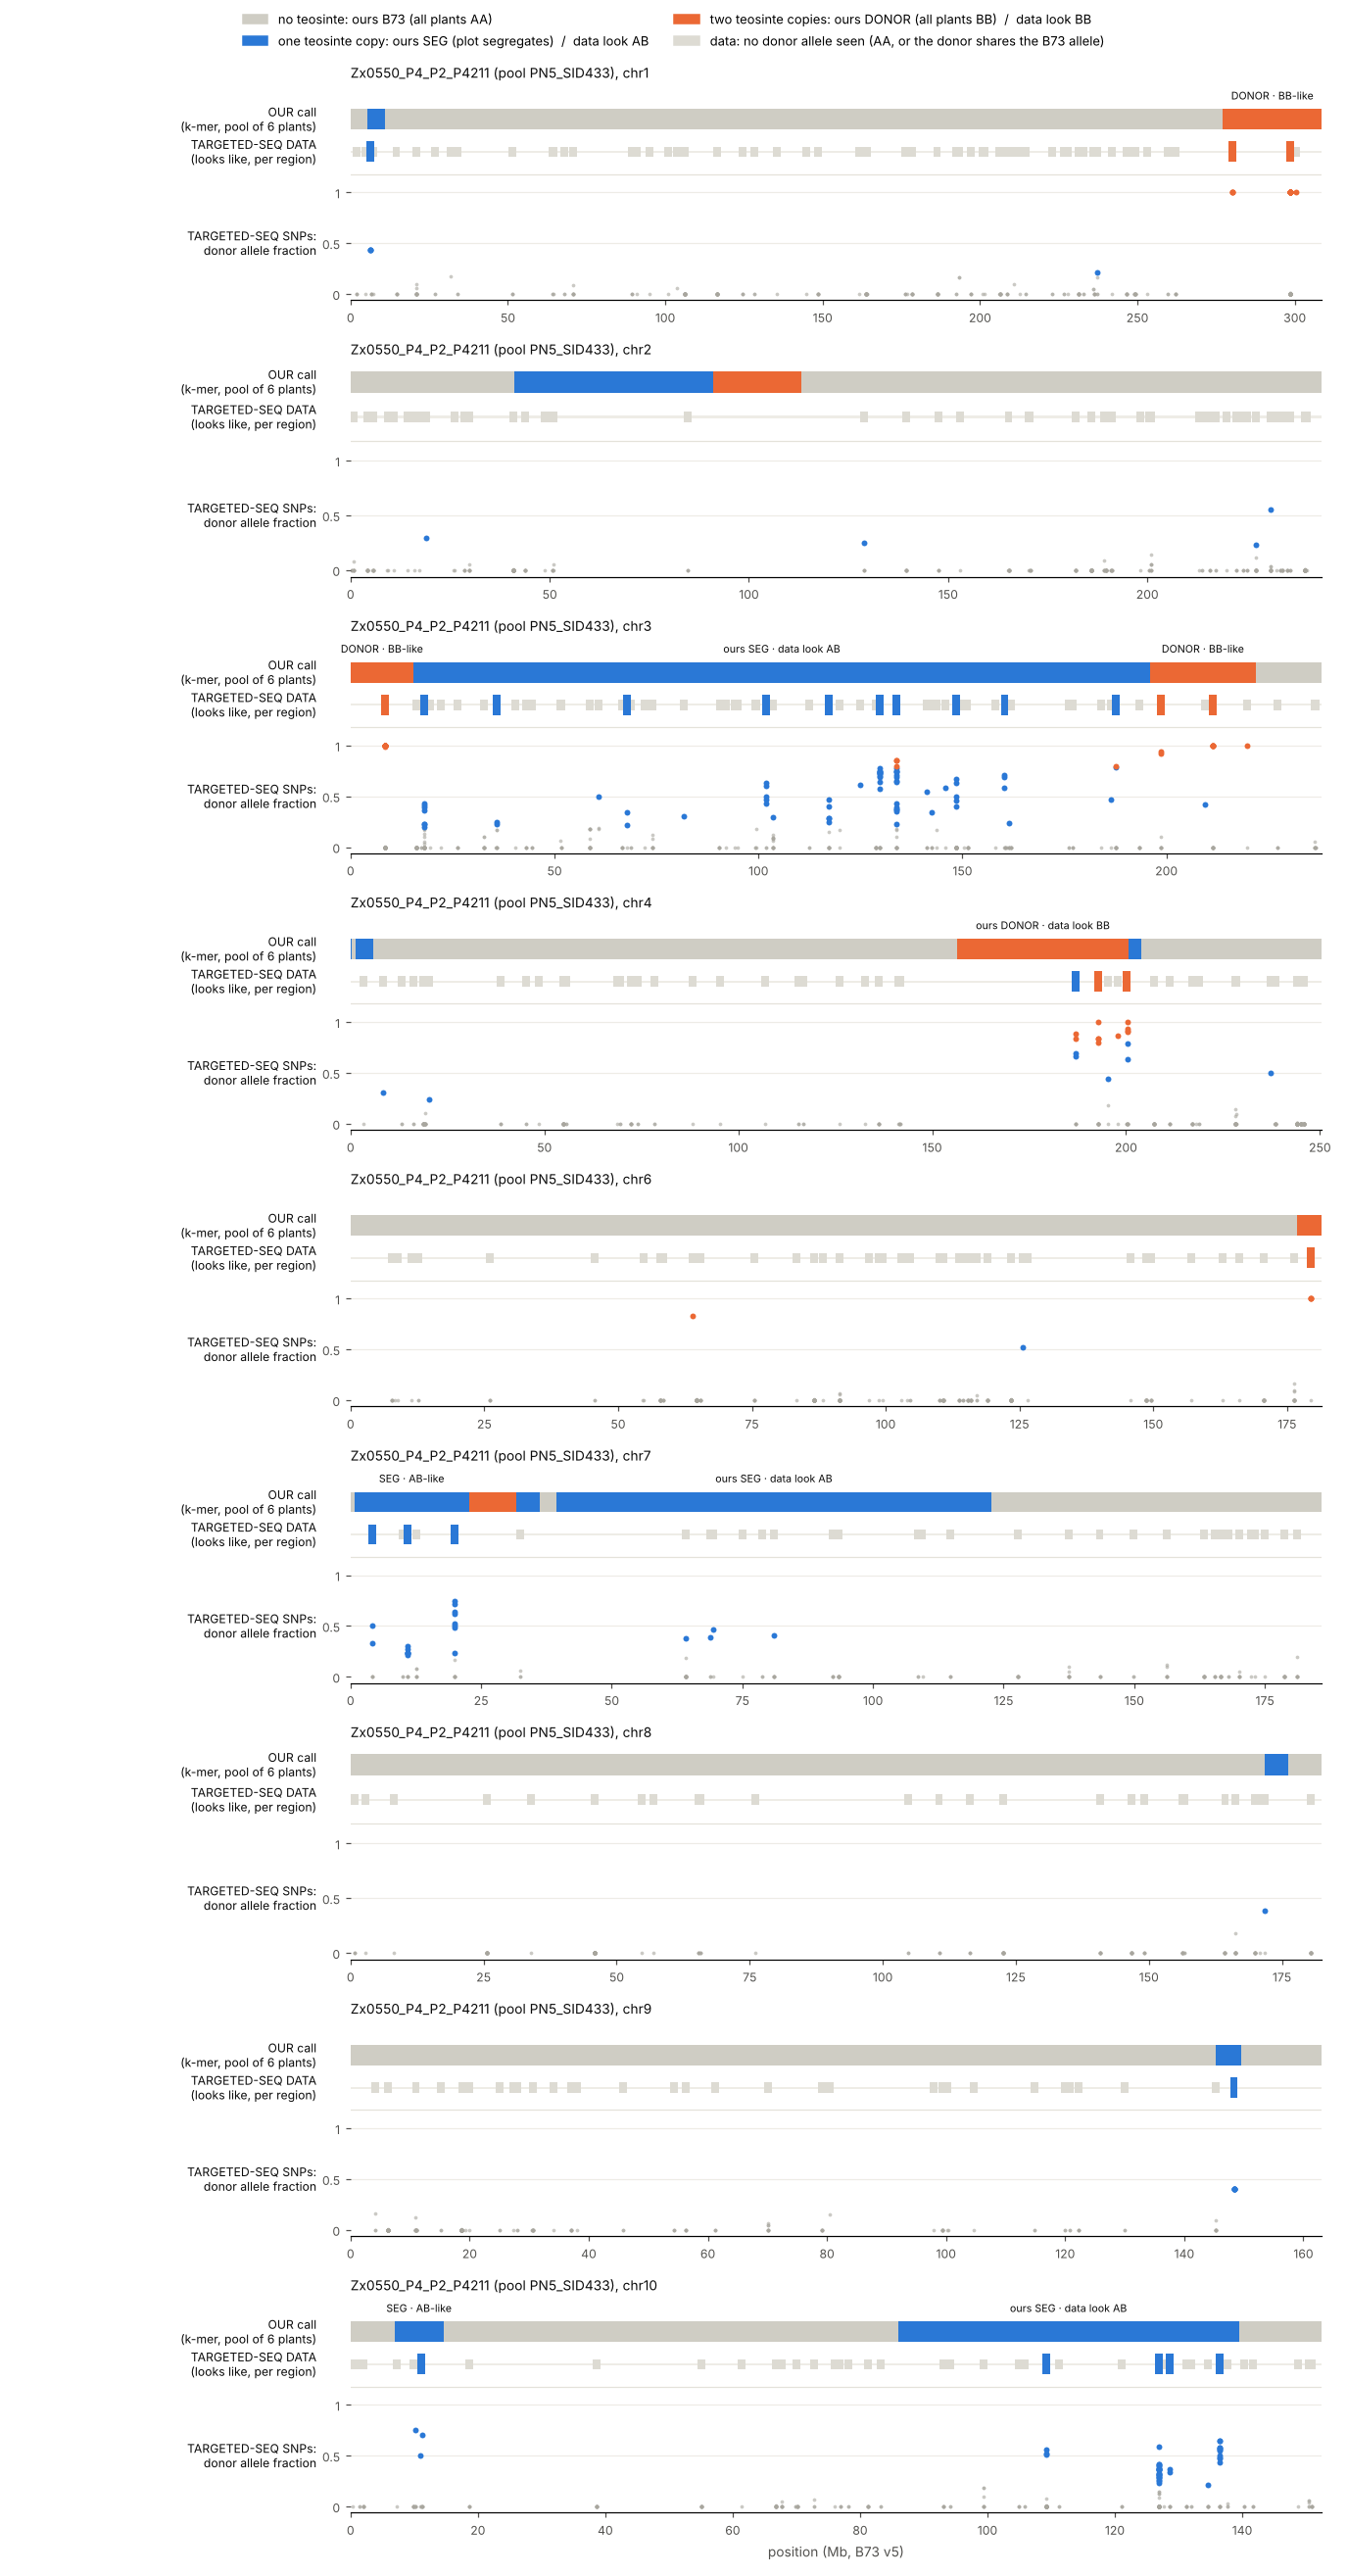 no teosinte: ours B73 (all plants AA)
two teosinte copies: ours DONOR (all plants BB) / data look BB
one teosinte copy: ours SEG (plot segregates) / data look AB
data: no donor allele seen (AA, or the donor shares the B73 allele)
Zx0550_P4_P2_P4211 (pool PN5_SID433), chr1
DONOR · BB-like
OUR call
(k-mer, pool of 6 plants)
TARGETED-SEQ DATA
(looks like, per region)
1
TARGETED-SEQ SNPs:
donor allele fraction
0.5
0
0 50 100 150 200 250 300
Zx0550_P4_P2_P4211 (pool PN5_SID433), chr2
OUR call
(k-mer, pool of 6 plants)
TARGETED-SEQ DATA
(looks like, per region)
1
TARGETED-SEQ SNPs:
donor allele fraction
0.5
0
0 50 100 150 200
Zx0550_P4_P2_P4211 (pool PN5_SID433), chr3
DONOR · BB-like
ours SEG · data look AB
DONOR · BB-like
OUR call
(k-mer, pool of 6 plants)
TARGETED-SEQ DATA
(looks like, per region)
1
TARGETED-SEQ SNPs:
donor allele fraction
0.5
0
0 50 100 150 200
Zx0550_P4_P2_P4211 (pool PN5_SID433), chr4
ours DONOR · data look BB
OUR call
(k-mer, pool of 6 plants)
TARGETED-SEQ DATA
(looks like, per region)
1
TARGETED-SEQ SNPs:
donor allele fraction
0.5
0
0 50 100 150 200 250
Zx0550_P4_P2_P4211 (pool PN5_SID433), chr6
OUR call
(k-mer, pool of 6 plants)
TARGETED-SEQ DATA
(looks like, per region)
1
TARGETED-SEQ SNPs:
donor allele fraction
0.5
0
0 25 50 75 100 125 150 175
Zx0550_P4_P2_P4211 (pool PN5_SID433), chr7
SEG · AB-like
ours SEG · data look AB
OUR call
(k-mer, pool of 6 plants)
TARGETED-SEQ DATA
(looks like, per region)
1
TARGETED-SEQ SNPs:
donor allele fraction
0.5
0
0 25 50 75 100 125 150 175
Zx0550_P4_P2_P4211 (pool PN5_SID433), chr8
OUR call
(k-mer, pool of 6 plants)
TARGETED-SEQ DATA
(looks like, per region)
1
TARGETED-SEQ SNPs:
donor allele fraction
0.5
0
0 25 50 75 100 125 150 175
Zx0550_P4_P2_P4211 (pool PN5_SID433), chr9
OUR call
(k-mer, pool of 6 plants)
TARGETED-SEQ DATA
(looks like, per region)
1
TARGETED-SEQ SNPs:
donor allele fraction
0.5
0
0 20 40 60 80 100 120 140 160
Zx0550_P4_P2_P4211 (pool PN5_SID433), chr10
SEG · AB-like
ours SEG · data look AB
OUR call
(k-mer, pool of 6 plants)
TARGETED-SEQ DATA
(looks like, per region)
1
TARGETED-SEQ SNPs:
donor allele fraction
0.5
0
0 20 40 60 80 100 120 140
position (Mb, B73 v5)